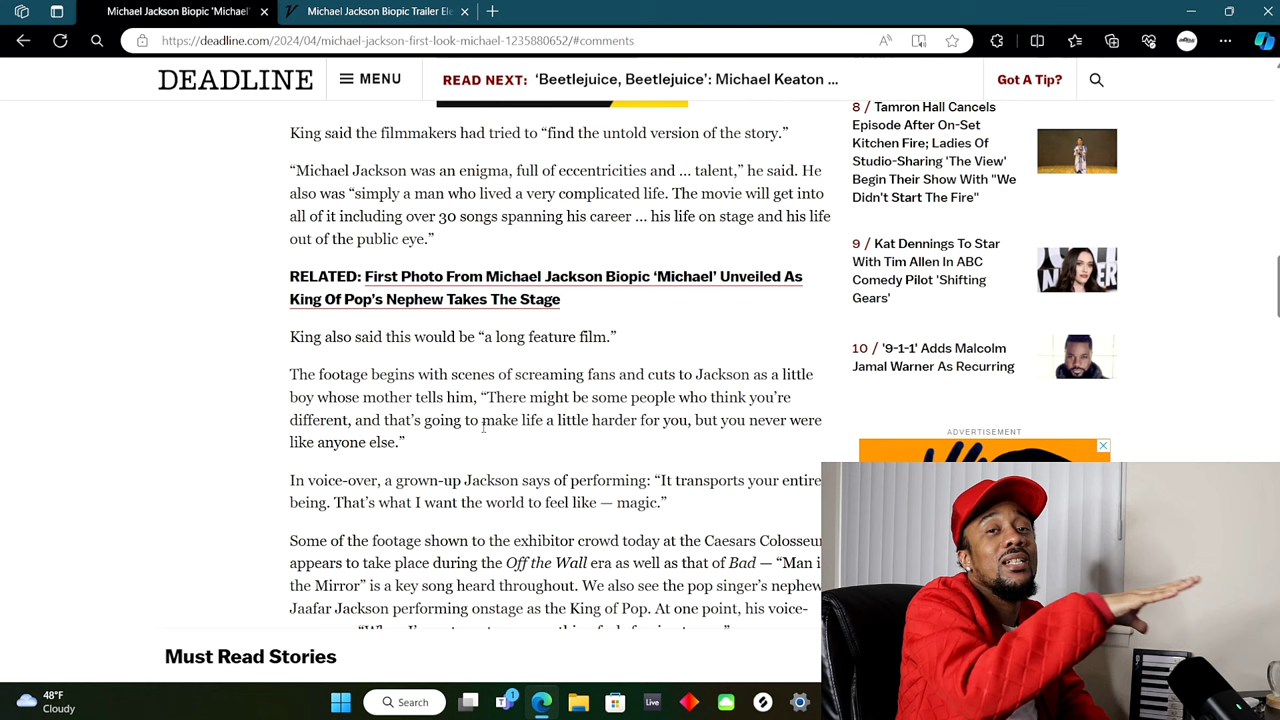 Michael Jackson Biopic 'Michael'
Michael Jackson Biopic Trailer Ele
https://deadline.com/2024/04/michael-jackson-first-look-michael-1235880652/#comments
DEADLINE
MENU
READ NEXT: 'Beetlejuice, Beetlejuice': Michael Keaton ...
Got A Tip?
King said the filmmakers had tried to “find the untold version of the story.”
“Michael Jackson was an enigma, full of eccentricities and ... talent,” he said. He
also was “simply a man who lived a very complicated life. The movie will get into
all of it including over 30 songs spanning his career ... his life on stage and his life
out of the public eye.”
RELATED: First Photo From Michael Jackson Biopic ‘Michael’ Unveiled As
King Of Pop’s Nephew Takes The Stage
King also said this would be “a long feature film.”
The footage begins with scenes of screaming fans and cuts to Jackson as a little
boy whose mother tells him, “There might be some people who think you’re
different, and that’s going to make life a little harder for you, but you never were
like anyone else.”
In voice-over, a grown-up Jackson says of performing: “It transports your entire
being. That’s what I want the world to feel like — magic.”
Some of the footage shown to the exhibitor crowd today at the Caesars Colosseu
appears to take place during the Off the Wall era as well as that of Bad — “Man i
the Mirror” is a key song heard throughout. We also see the pop singer’s nephew
Jaafar Jackson performing onstage as the King of Pop. At one point, his voice-
8 / Tamron Hall Cancels
Episode After On-Set
Kitchen Fire; Ladies Of
Studio-Sharing 'The View'
Begin Their Show With "We
Didn't Start The Fire"
9 / Kat Dennings To Star
With Tim Allen In ABC
Comedy Pilot 'Shifting
Gears'
10 / '9-1-1' Adds Malcolm
Jamal Warner As Recurring
ADVERTISEMENT
Must Read Stories
48°F
Cloudy
Search
Live